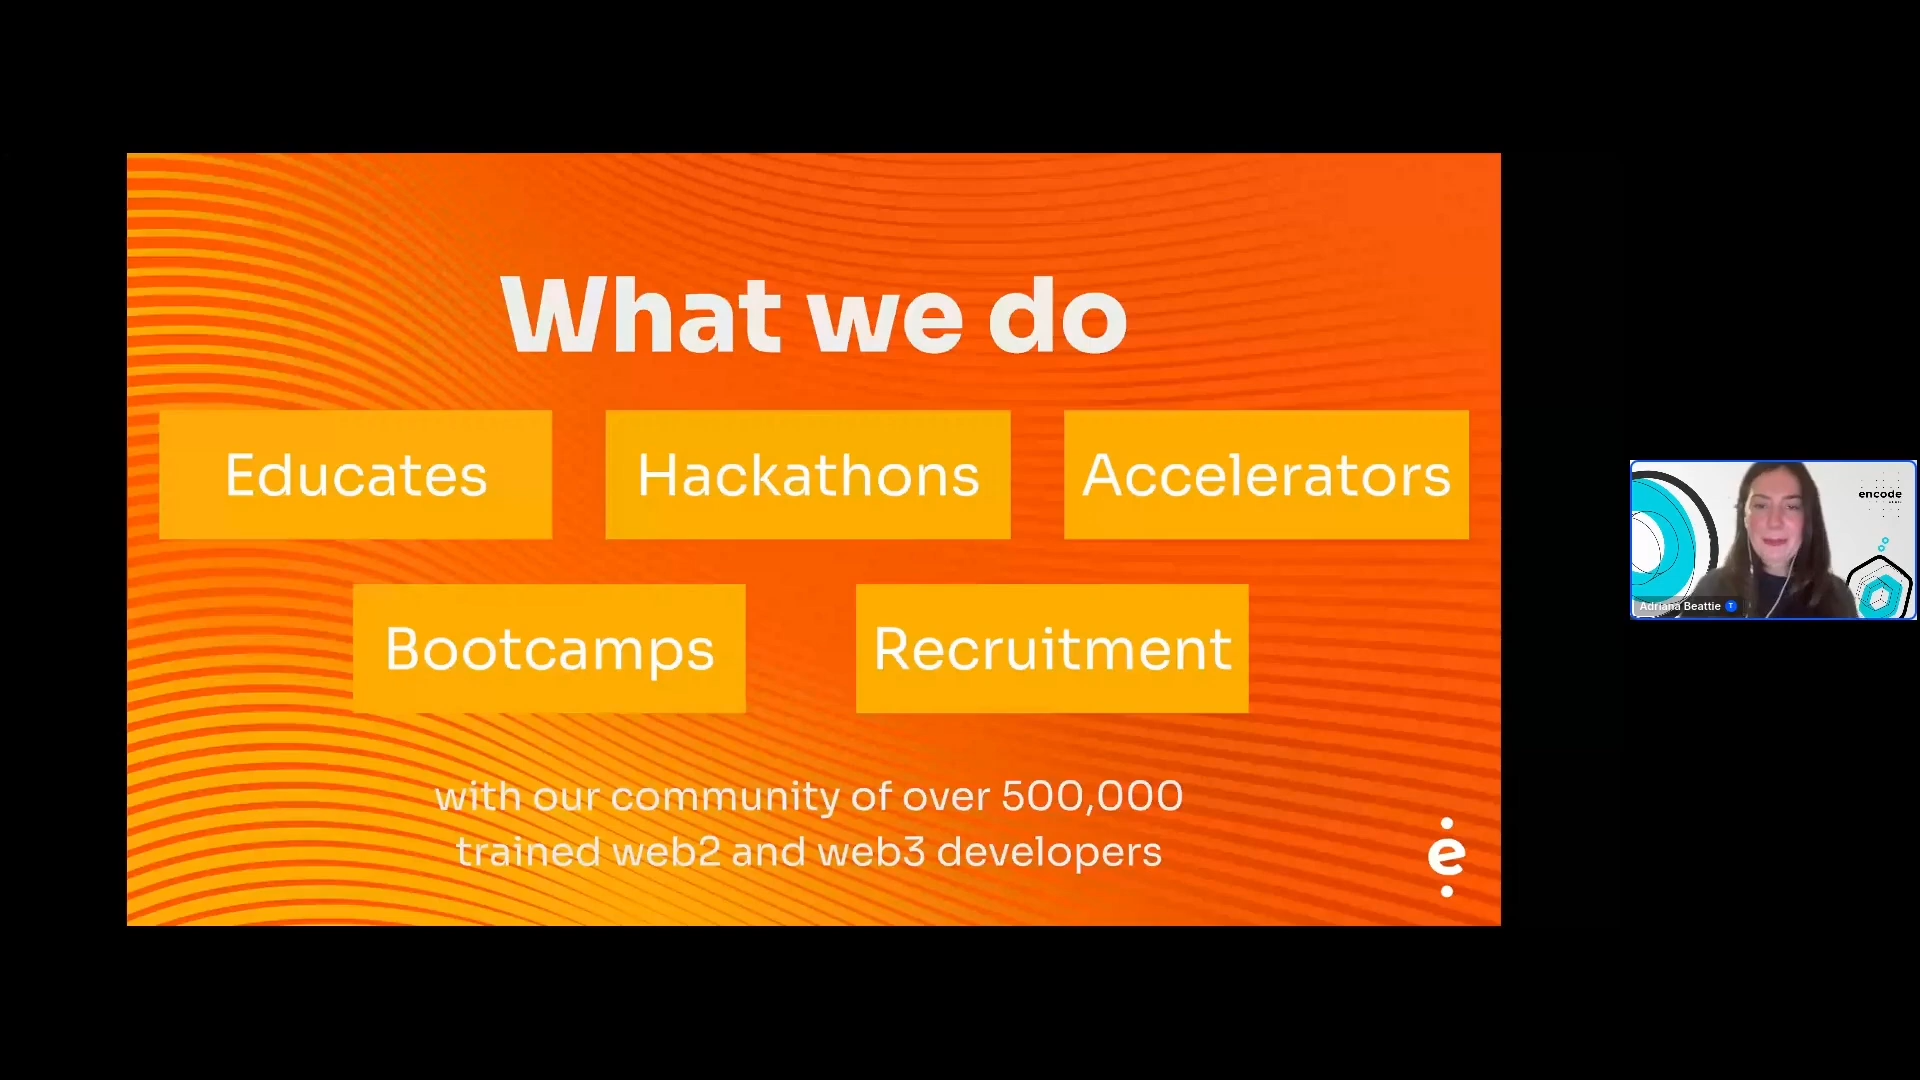 What we do
Educates
Hackathons
Accelerators
Bootcamps
Recruitment
with our community of over 500,000
trained web2 and web3 developers
e
encode
Adriana Beattie
T